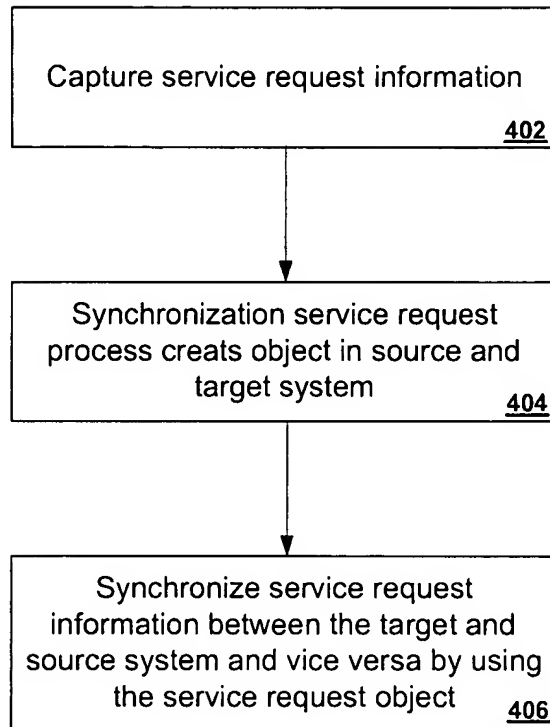 Capture service request information
402
Synchronization service request
process creats object in source and
target system
404
Synchronize service request
information between the target and
source system and vice versa by using
the service request object
406